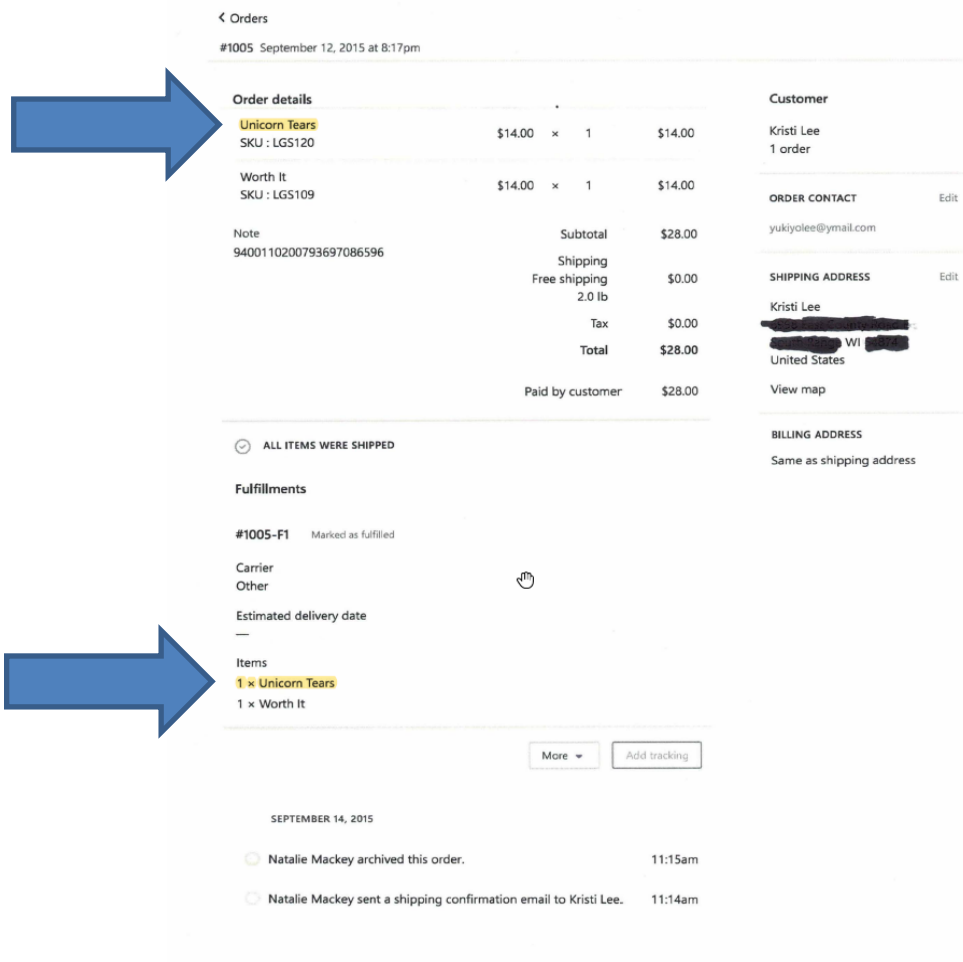 < Orders
#1005 September 12, 2015 at 8:17pm
Order details
Unicorn Tears
SKU : LGS120
$14.00 × 1 $14.00
Worth It
SKU : LGS109
$14.00 × 1 $14.00
Note
9400110200793697086596
Subtotal $28.00
Shipping
Free shipping $0.00
2.0 lb
Tax $0.00
Total $28.00
Paid by customer $28.00
ALL ITEMS WERE SHIPPED
Fulfillments
#1005-F1 Marked as fulfilled
Carrier
Other
Estimated delivery date
—
Items
1 × Unicorn Tears
1 × Worth It
More Add tracking
SEPTEMBER 14, 2015
Natalie Mackey archived this order. 11:15am
Natalie Mackey sent a shipping confirmation email to Kristi Lee. 11:14am
Customer
Kristi Lee
1 order
ORDER CONTACT Edit
yukiyolee@ymail.com
SHIPPING ADDRESS Edit
Kristi Lee
WI
United States
View map
BILLING ADDRESS
Same as shipping address